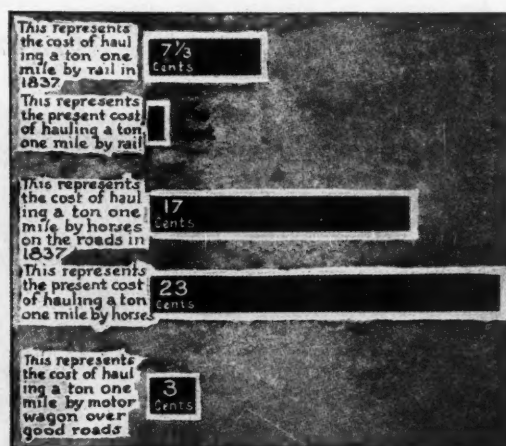 This represents
the cost of haul
ing a ton one
mile by rail in
1837
7⅓
Cents
This represents
the present cost
of hauling a ton
one mile by rail
This represents
the cost of haul
ing a ton one
mile by horses
on the roads in
1837
17
Cents
This represents
the present cost
of hauling a ton
one mile by horses
23
Cents
This represents
the cost of haul
ing a ton one
mile by motor
wagon over
good roads
3
Cents